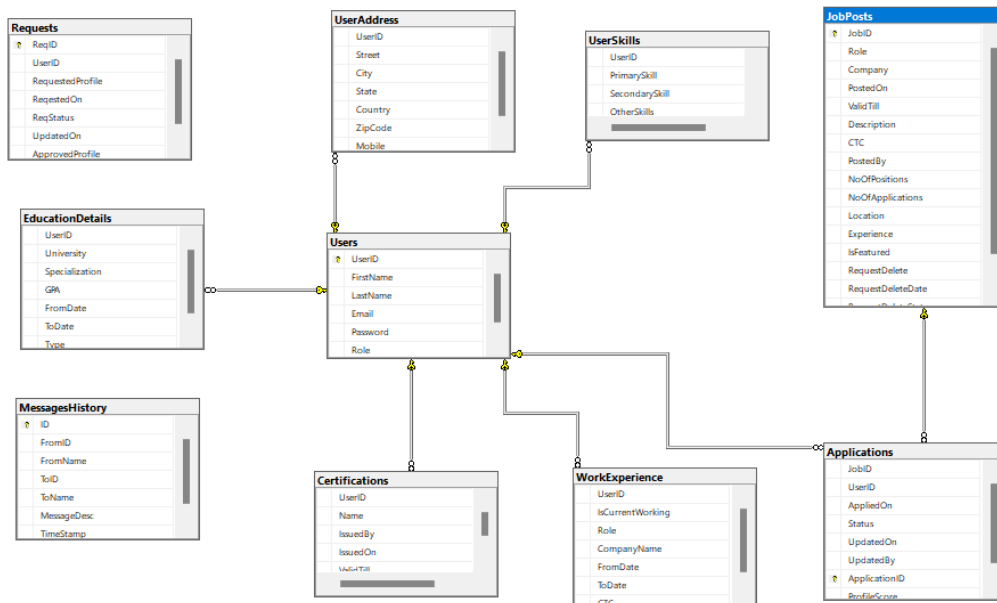 Requests
ReqID
UserID
RequestedProfile
ReqestedOn
ReqStatus
UpdatedOn
ApprovedProfile
UserAddress
UserID
Street
City
State
Country
ZipCode
Mobile
UserSkills
UserID
PrimarySkill
SecondarySkill
OtherSkills
JobPosts
JobID
Role
Company
PostedOn
ValidTill
Description
CTC
PostedBy
NoOfPositions
NoOfApplications
Location
Experience
IsFeatured
RequestDelete
RequestDeleteDate
EducationDetails
UserID
University
Specialization
GPA
FromDate
ToDate
Type
Users
UserID
FirstName
LastName
Email
Password
Role
MessagesHistory
ID
FromID
FromName
ToID
ToName
MessageDesc
TimeStamp
Certifications
UserID
Name
IssuedBy
IssuedOn
ValidTill
WorkExperience
UserID
IsCurrentWorking
Role
CompanyName
FromDate
ToDate
CTC
Applications
JobID
UserID
AppliedOn
Status
UpdatedOn
UpdatedBy
ApplicationID
ProfileScore